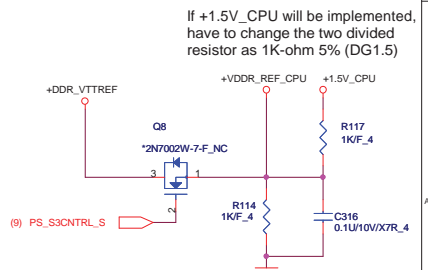 If +1.5V_CPU will be implemented,
have to change the two divided
resistor as 1K-ohm 5% (DG1.5)
+DDR_VTTREF
+VDDR_REF_CPU
+1.5V_CPU
Q8
*2N7002W-7-F_NC
R117
1K/F_4
3
1
2
(9) PS_S3CNTRL_S
R114
1K/F_4
C316
0.1U/10V/X7R_4
A